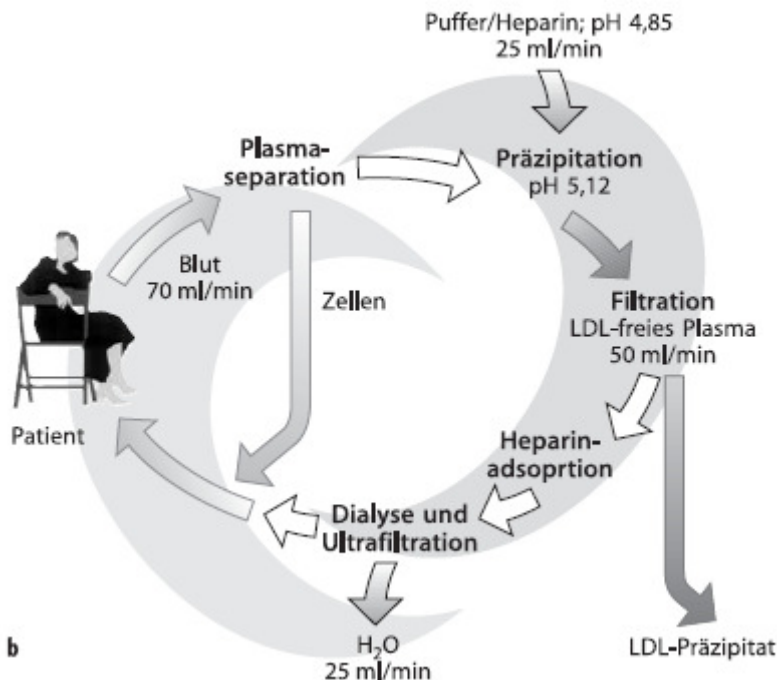 Puffer/Heparin; pH 4,85
25 ml/min
Plasma-
separation
Präzipitation
pH 5,12
Blut
70 ml/min
Zellen
Filtration
LDL-freies Plasma
50 ml/min
Patient
Heparin-
adsoprtion
Dialyse und
Ultrafiltration
H₂O
25 ml/min
LDL-Präzipitat
b